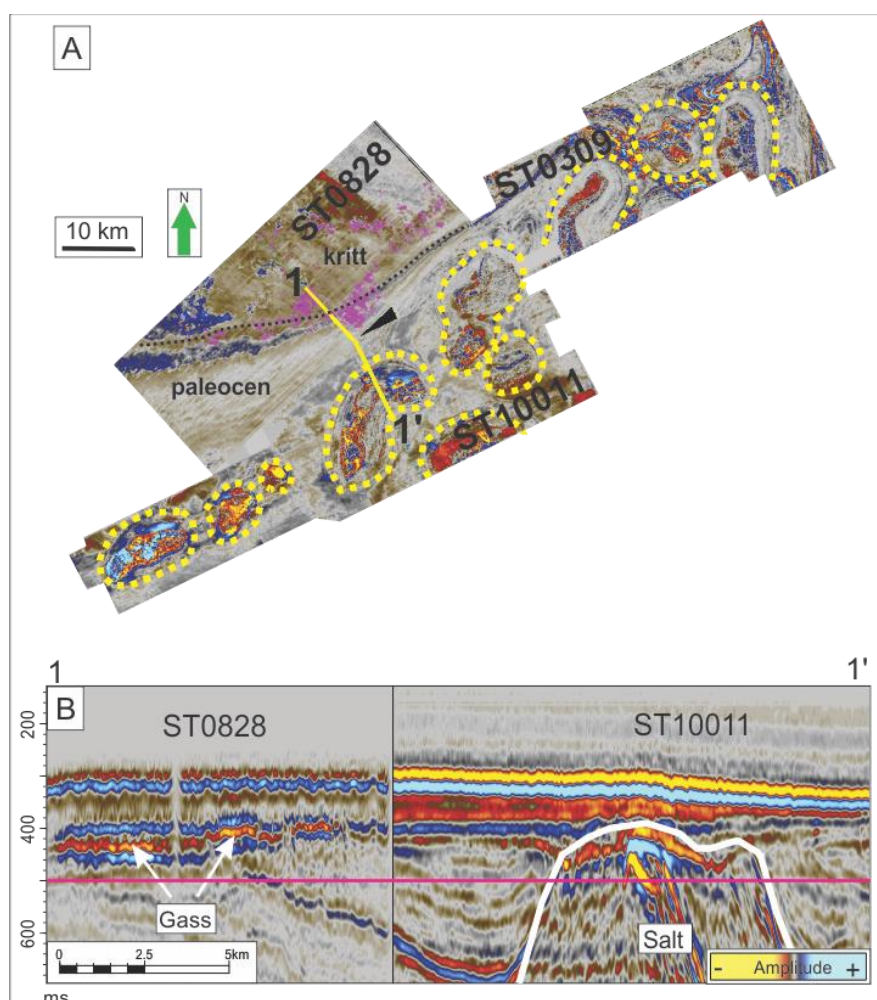 A
N
10 km
ST0828
ST0309
kritt
1
paleocen
1'
ST10011
1 1'
B
ST0828 ST10011
200
400
600
Gass
Salt
0 2.5 5km
- Amplitude +
ms